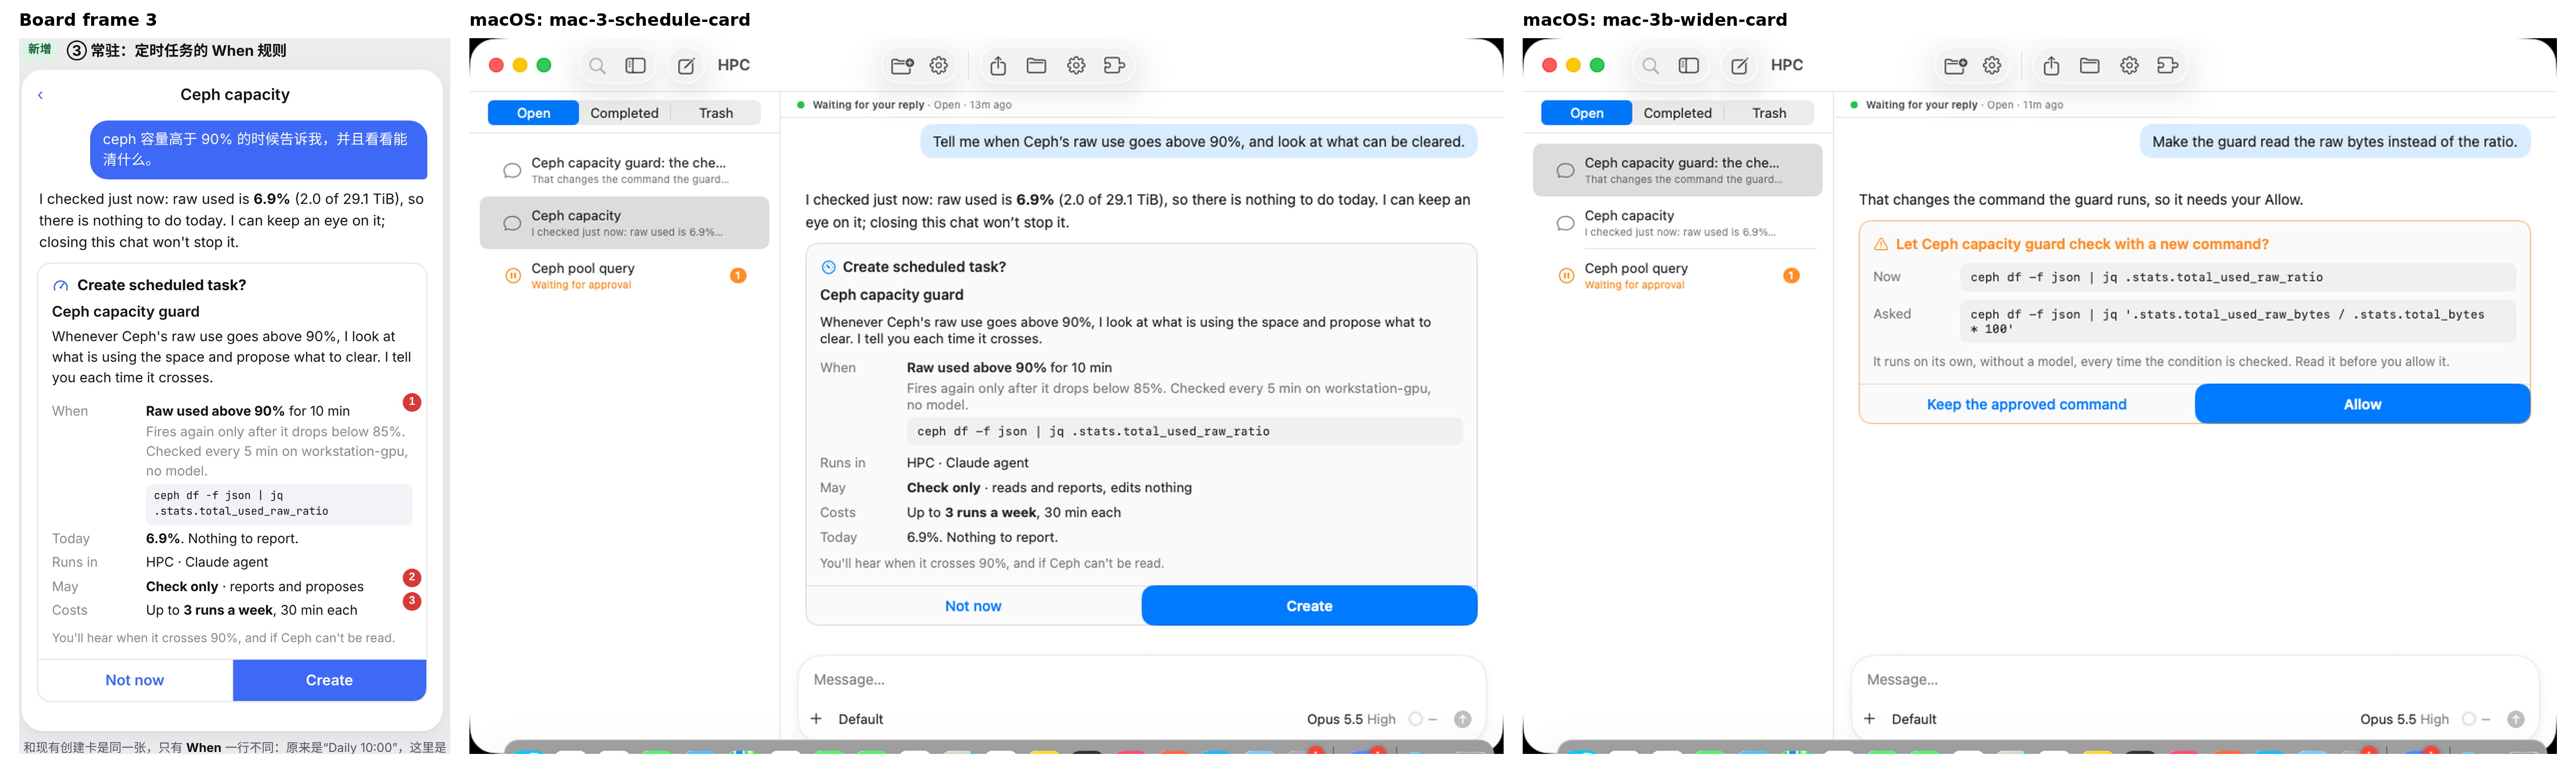 Board frame 3
新增 ③ 常驻：定时任务的 When 规则
Ceph capacity
ceph 容量高于 90% 的时候告诉我，并且看看能
清什么。
I checked just now: raw used is 6.9% (2.0 of 29.1 TiB), so
there is nothing to do today. I can keep an eye on it;
closing this chat won't stop it.
Create scheduled task?
Ceph capacity guard
Whenever Ceph's raw use goes above 90%, I look at
what is using the space and propose what to clear. I tell
you each time it crosses.
When Raw used above 90% for 10 min 1
Fires again only after it drops below 85%.
Checked every 5 min on workstation-gpu,
no model.
ceph df -f json | jq
.stats.total_used_raw_ratio
Today 6.9%. Nothing to report.
Runs in HPC · Claude agent
May Check only · reports and proposes 2
Costs Up to 3 runs a week, 30 min each 3
You'll hear when it crosses 90%, and if Ceph can't be read.
Not now Create
和现有创建卡是同一张，只有 When 一行不同：原来是“Daily 10:00”，这里是
macOS: mac-3-schedule-card
HPC
Open Completed Trash
Ceph capacity guard: the che...
That changes the command the guard...
Ceph capacity
I checked just now: raw used is 6.9%...
Ceph pool query
Waiting for approval 1
Waiting for your reply · Open · 13m ago
Tell me when Ceph’s raw use goes above 90%, and look at what can be cleared.
I checked just now: raw used is 6.9% (2.0 of 29.1 TiB), so there is nothing to do today. I can keep an
eye on it; closing this chat won’t stop it.
Create scheduled task?
Ceph capacity guard
Whenever Ceph's raw use goes above 90%, I look at what is using the space and propose what to
clear. I tell you each time it crosses.
When Raw used above 90% for 10 min
Fires again only after it drops below 85%. Checked every 5 min on workstation-gpu,
no model.
ceph df -f json | jq .stats.total_used_raw_ratio
Runs in HPC · Claude agent
May Check only · reads and reports, edits nothing
Costs Up to 3 runs a week, 30 min each
Today 6.9%. Nothing to report.
You'll hear when it crosses 90%, and if Ceph can't be read.
Not now Create
Message...
+ Default Opus 5.5 High –
macOS: mac-3b-widen-card
HPC
Open Completed Trash
Ceph capacity guard: the che...
That changes the command the guard...
Ceph capacity
I checked just now: raw used is 6.9%...
Ceph pool query
Waiting for approval 1
Waiting for your reply · Open · 11m ago
Make the guard read the raw bytes instead of the ratio.
That changes the command the guard runs, so it needs your Allow.
Let Ceph capacity guard check with a new command?
Now ceph df -f json | jq .stats.total_used_raw_ratio
Asked ceph df -f json | jq '.stats.total_used_raw_bytes / .stats.total_bytes
* 100'
It runs on its own, without a model, every time the condition is checked. Read it before you allow it.
Keep the approved command Allow
Message...
+ Default Opus 5.5 High –